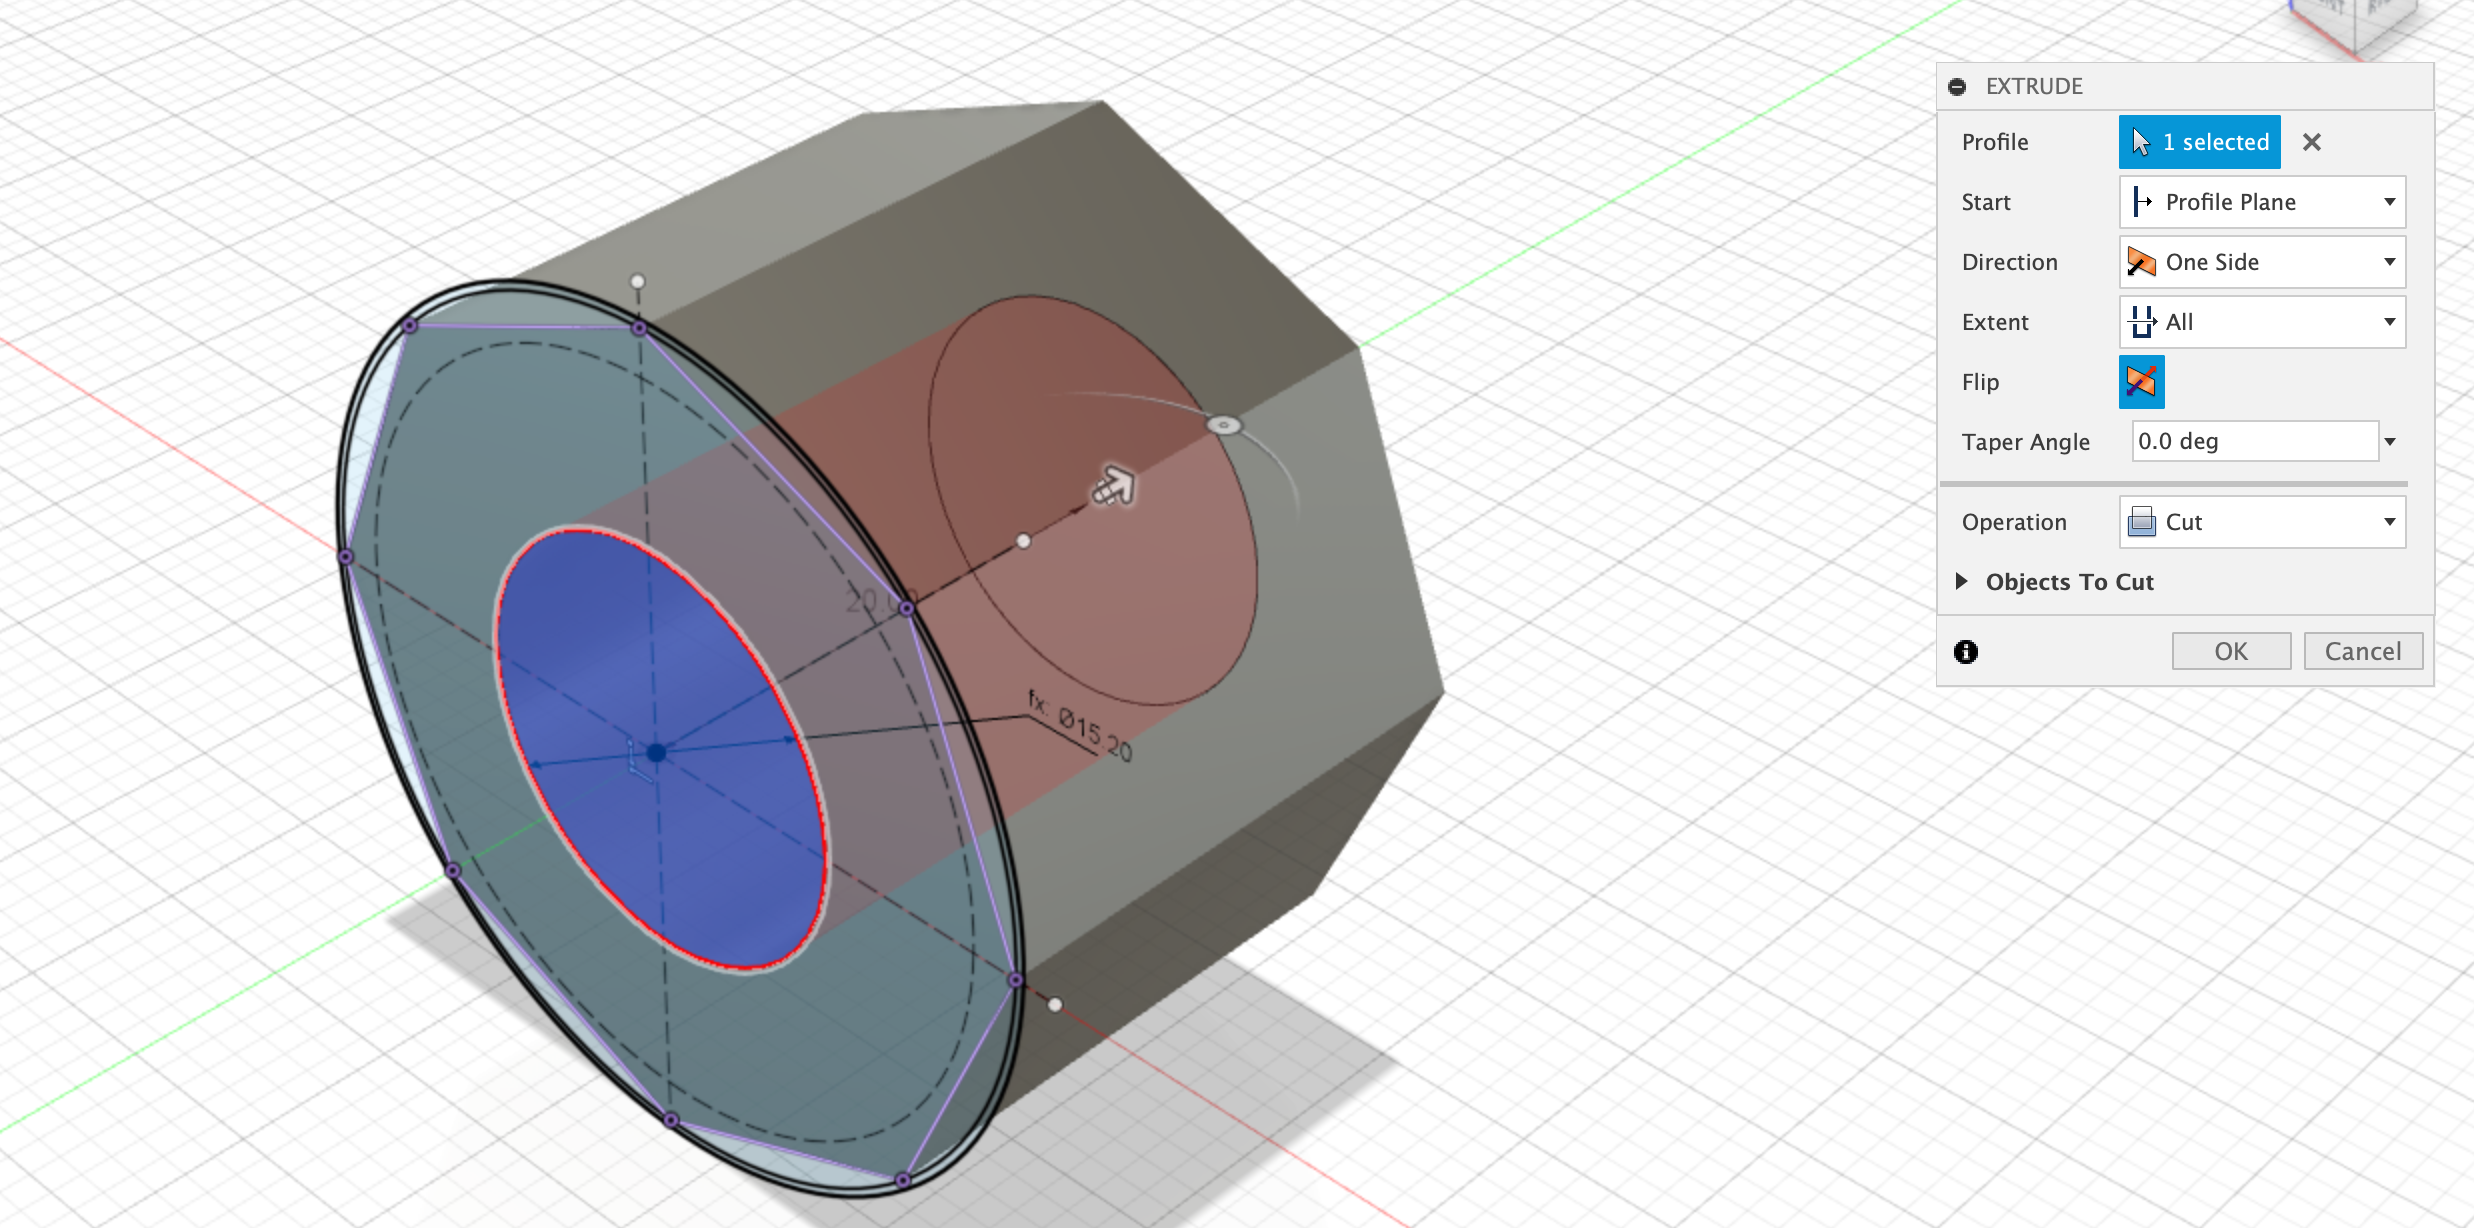 EXTRUDE
Profile
1 selected
Start
Profile Plane
Direction
One Side
Extent
All
Flip
Taper Angle
0.0 deg
Operation
Cut
Objects To Cut
OK
Cancel
20.00
fx: Ø15.20